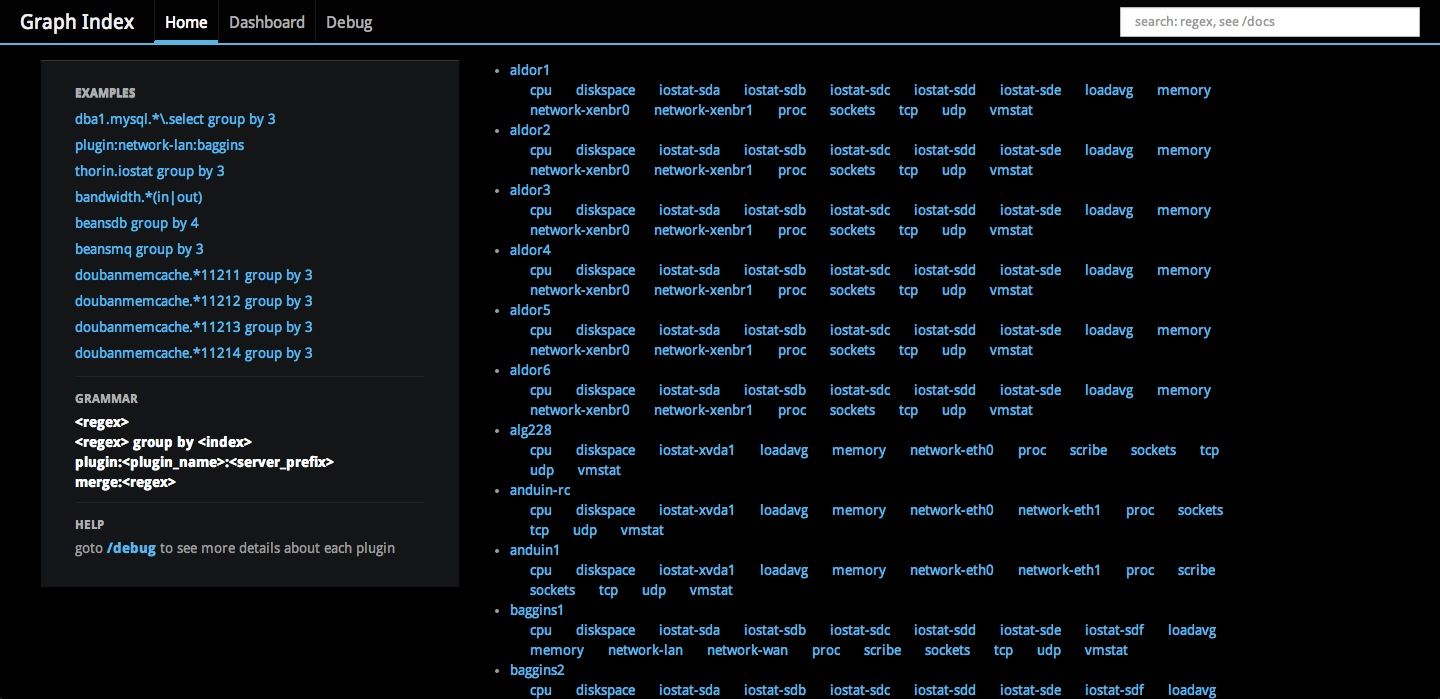 Graph Index Home Dashboard Debug search: regex, see /docs
EXAMPLES
dba1.mysql.*\.select group by 3
plugin:network-lan:baggins
thorin.iostat group by 3
bandwidth.*(in|out)
beansdb group by 4
beansmq group by 3
doubanmemcache.*11211 group by 3
doubanmemcache.*11212 group by 3
doubanmemcache.*11213 group by 3
doubanmemcache.*11214 group by 3
GRAMMAR
<regex>
<regex> group by <index>
plugin:<plugin_name>:<server_prefix>
merge:<regex>
HELP
goto /debug to see more details about each plugin
aldor1
cpu diskspace iostat-sda iostat-sdb iostat-sdc iostat-sdd iostat-sde loadavg memory
network-xenbr0 network-xenbr1 proc sockets tcp udp vmstat
aldor2
cpu diskspace iostat-sda iostat-sdb iostat-sdc iostat-sdd iostat-sde loadavg memory
network-xenbr0 network-xenbr1 proc sockets tcp udp vmstat
aldor3
cpu diskspace iostat-sda iostat-sdb iostat-sdc iostat-sdd iostat-sde loadavg memory
network-xenbr0 network-xenbr1 proc sockets tcp udp vmstat
aldor4
cpu diskspace iostat-sda iostat-sdb iostat-sdc iostat-sdd iostat-sde loadavg memory
network-xenbr0 network-xenbr1 proc sockets tcp udp vmstat
aldor5
cpu diskspace iostat-sda iostat-sdb iostat-sdc iostat-sdd iostat-sde loadavg memory
network-xenbr0 network-xenbr1 proc sockets tcp udp vmstat
aldor6
cpu diskspace iostat-sda iostat-sdb iostat-sdc iostat-sdd iostat-sde loadavg memory
network-xenbr0 network-xenbr1 proc sockets tcp udp vmstat
alg228
cpu diskspace iostat-xvda1 loadavg memory network-eth0 proc scribe sockets tcp
udp vmstat
anduin-rc
cpu diskspace iostat-xvda1 loadavg memory network-eth0 network-eth1 proc sockets
tcp udp vmstat
anduin1
cpu diskspace iostat-xvda1 loadavg memory network-eth0 network-eth1 proc scribe
sockets tcp udp vmstat
baggins1
cpu diskspace iostat-sda iostat-sdb iostat-sdc iostat-sdd iostat-sde iostat-sdf loadavg
memory network-lan network-wan proc scribe sockets tcp udp vmstat
baggins2
cpu diskspace iostat-sda iostat-sdb iostat-sdc iostat-sdd iostat-sde iostat-sdf loadavg